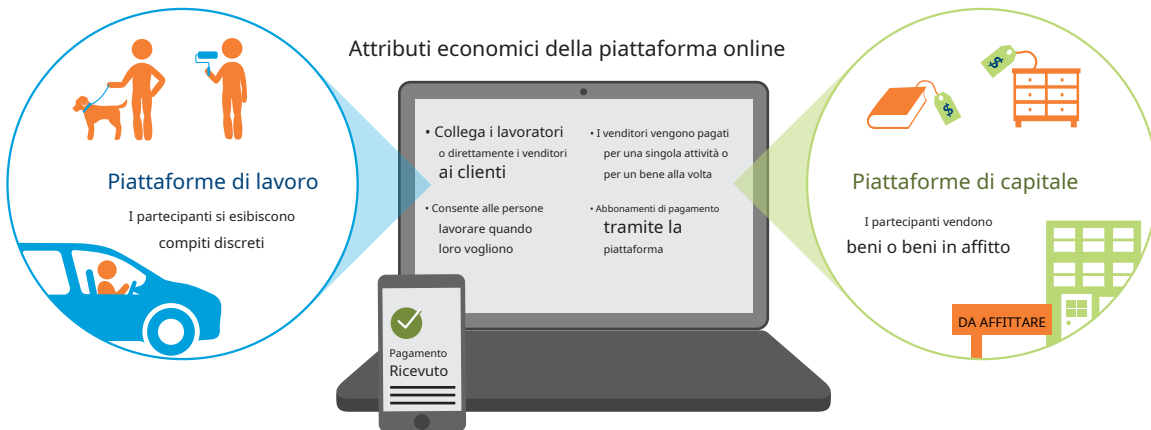 Attributi economici della piattaforma online
Piattaforme di lavoro
I partecipanti si esibiscono
compiti discreti
• Collega i lavoratori
o direttamente i venditori
ai clienti
• Consente alle persone
lavorare quando
loro vogliono
• I venditori vengono pagati
per una singola attività o
per un bene alla volta
• Abbonamenti di pagamento
tramite la
piattaforma
Pagamento
Ricevuto
$
$
Piattaforme di capitale
I partecipanti vendono
beni o beni in affitto
DA AFFITTARE